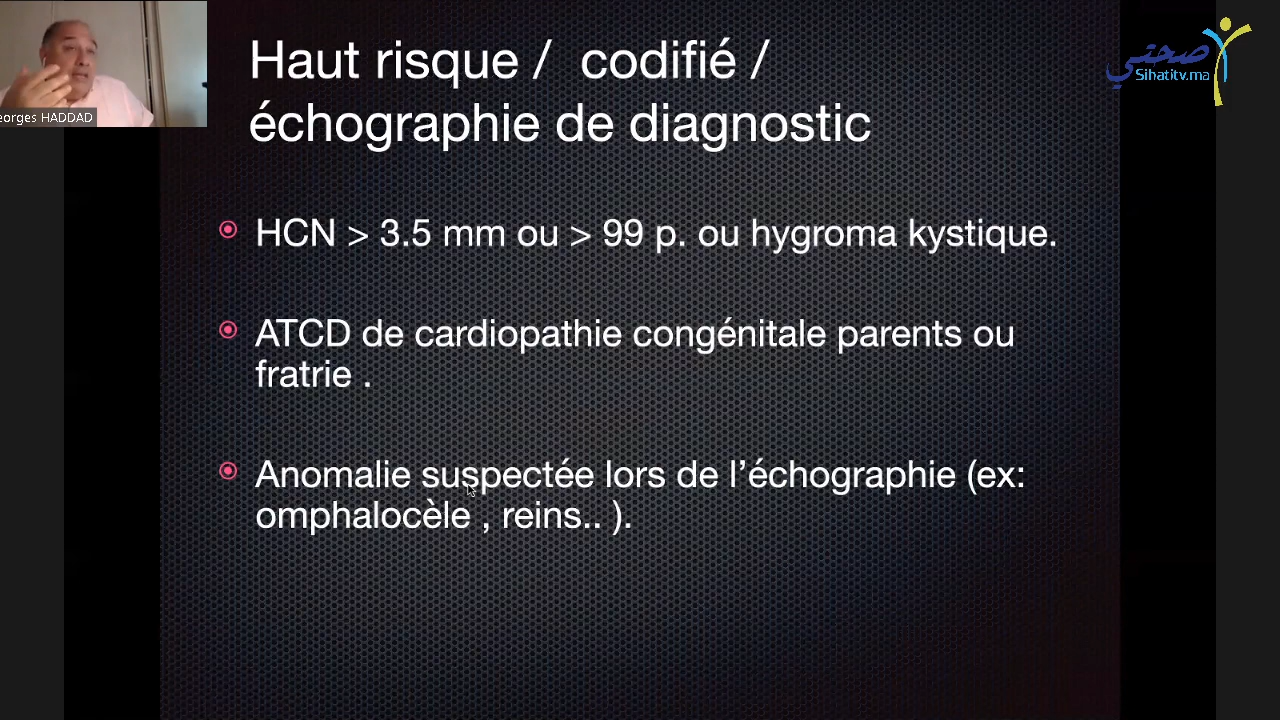 Haut risque / codifié /
échographie de diagnostic
HCN > 3.5 mm ou > 99 p. ou hygroma kystique.
ATCD de cardiopathie congénitale parents ou
fratrie .
Anomalie suspectée lors de l’échographie (ex:
omphalocèle , reins.. ).
eorges HADDAD
صحتي
Sihatitv.ma